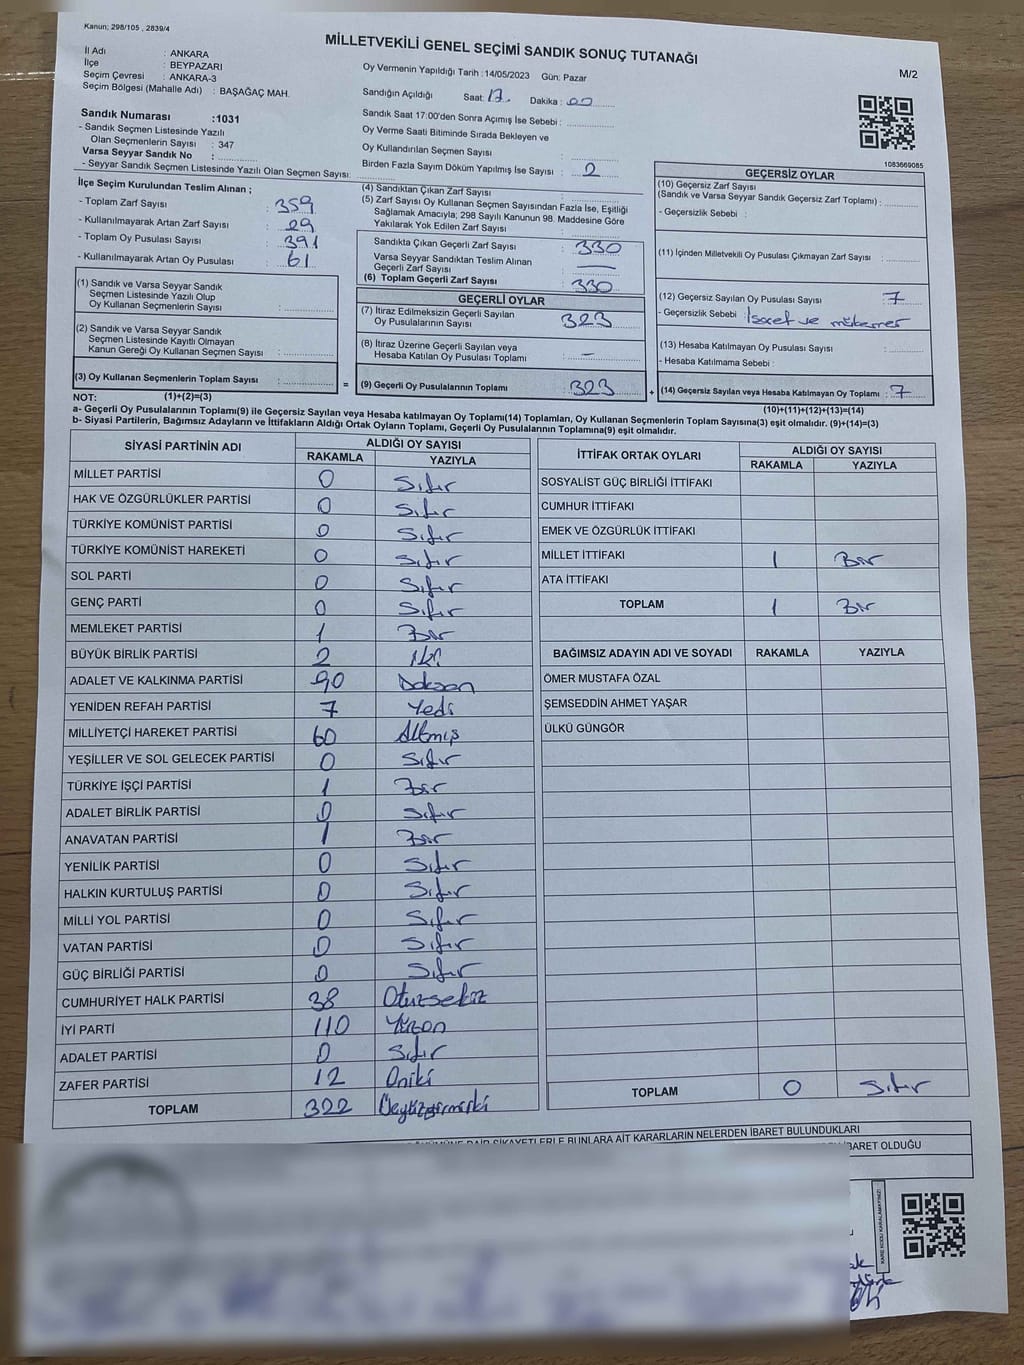 Kanun; 298/105 , 2839/4
MİLLETVEKİLİ GENEL SEÇİMİ SANDIK SONUÇ TUTANAĞI
M/2
İl Adı : ANKARA
İlçe : BEYPAZARI
Seçim Çevresi : ANKARA-3
Seçim Bölgesi (Mahalle Adı) : BAŞAĞAÇ MAH.
Oy Vermenin Yapıldığı Tarih : 14/05/2023 Gün: Pazar
Sandığın Açıldığı Saat: 17. Dakika : 00
Sandık Saat 17:00'den Sonra Açımış İse Sebebi :
Oy Verme Saati Bitiminde Sırada Bekleyen ve
Oy Kullandırılan Seçmen Sayısı :
Birden Fazla Sayım Döküm Yapılmış İse Sayısı : 2
Sandık Numarası :1031
- Sandık Seçmen Listesinde Yazılı
Olan Seçmenlerin Sayısı : 347
Varsa Seyyar Sandık No :
- Seyyar Sandık Listesinde Yazılı Olan Seçmen Sayısı:
1083669085
İlçe Seçim Kurulundan Teslim Alınan ;
- Toplam Zarf Sayısı : 359
- Kullanılmayarak Artan Zarf Sayısı : 29
- Toplam Oy Pusulası Sayısı : 391
- Kullanılmayarak Artan Oy Pusulası : 61
(1) Sandık ve Varsa Seyyar Sandık
Seçmen Listesinde Yazılı Olup
Oy Kullanan Seçmenlerin Sayısı :
(2) Sandık ve Varsa Seyyar Sandık
Seçmen Listesinde Kayıtlı Olmayan
Kanun Gereği Oy Kullanan Seçmen Sayısı :
(3) Oy Kullanan Seçmenlerin Toplam Sayısı :
(4) Sandıktan Çıkan Zarf Sayısı :
(5) Zarf Sayısı Oy Kullanan Seçmen Sayısından Fazla İse, Eşitliği
Sağlamak Amacıyla; 298 Sayılı Kanunun 98. Maddesine Göre
Yakılarak Yok Edilen Zarf Sayısı :
Sandıkta Çıkan Geçerli Zarf Sayısı : 330
Varsa Seyyar Sandıktan Teslim Alınan
Geçerli Zarf Sayısı : —
(6) Toplam Geçerli Zarf Sayısı : 330
GEÇERLİ OYLAR
(7) İtiraz Edilmeksizin Geçerli Sayılan
Oy Pusulalarının Sayısı : 323
(8) İtiraz Üzerine Geçerli Sayılan veya
Hesaba Katılan Oy Pusulası Toplamı : —
= (9) Geçerli Oy Pusulalarının Toplamı : 323
GEÇERSİZ OYLAR
(10) Geçersiz Zarf Sayısı
(Sandık ve Varsa Seyyar Sandık Geçersiz Zarf Toplamı) :
- Geçersizlik Sebebi :
(11) İçinden Milletvekili Oy Pusulası Çıkmayan Zarf Sayısı :
(12) Geçersiz Sayılan Oy Pusulası Sayısı : 7
- Geçersizlik Sebebi : ve
(13) Hesaba Katılmayan Oy Pusulası Sayısı :
- Hesaba Katılmama Sebebi :
+ (14) Geçersiz Sayılan veya Hesaba Katılmayan Oy Toplamı : 7
NOT: (1)+(2)=(3)
(10)+(11)+(12)+(13)=(14)
a- Geçerli Oy Pusulalarının Toplamı(9) ile Geçersiz Sayılan veya Hesaba katılmayan Oy Toplam(14) Toplamları, Oy Kullanan Seçmenlerin Toplam Sayısına(3) eşit olmalıdır. (9)+(14)=(3)
b- Siyasi Partilerin, Bağımsız Adayların ve İttifakların Aldığı Ortak Oyların Toplamı, Geçerli Oy Pusulalarının Toplamına(9) eşit olmalıdır.
SİYASİ PARTİNİN ADI ALDIĞI OY SAYISI
RAKAMLA YAZIYLA
MİLLET PARTİSİ 0 Sıfır
HAK VE ÖZGÜRLÜKLER PARTİSİ 0 Sıfır
TÜRKİYE KOMÜNİST PARTİSİ 0 Sıfır
TÜRKİYE KOMÜNİST HAREKETİ 0 Sıfır
SOL PARTİ 0 Sıfır
GENÇ PARTİ 0 Sıfır
MEMLEKET PARTİSİ 1 Bir
BÜYÜK BİRLİK PARTİSİ 2 İki
ADALET VE KALKINMA PARTİSİ 90 Doksan
YENİDEN REFAH PARTİSİ 7 Yedi
MİLLİYETÇİ HAREKET PARTİSİ 60 Altmış
YEŞİLLER VE SOL GELECEK PARTİSİ 0 Sıfır
TÜRKİYE İŞÇİ PARTİSİ 1 Bir
ADALET BİRLİK PARTİSİ 0 Sıfır
ANAVATAN PARTİSİ 1 Bir
YENİLİK PARTİSİ 0 Sıfır
HALKIN KURTULUŞ PARTİSİ 0 Sıfır
MİLLİ YOL PARTİSİ 0 Sıfır
VATAN PARTİSİ 0 Sıfır
GÜÇ BİRLİĞİ PARTİSİ 0 Sıfır
CUMHURİYET HALK PARTİSİ 38 Otuzsekiz
İYİ PARTİ 110 Yüzon
ADALET PARTİSİ 0 Sıfır
ZAFER PARTİSİ 12 Oniki
TOPLAM 322 Üçyüzyirmiiki
İTTİFAK ORTAK OYLARI ALDIĞI OY SAYISI
RAKAMLA YAZIYLA
SOSYALİST GÜÇ BİRLİĞİ İTTİFAKI
CUMHUR İTTİFAKI
EMEK VE ÖZGÜRLÜK İTTİFAKI
MİLLET İTTİFAKI 1 Bir
ATA İTTİFAKI
TOPLAM 1 Bir
BAĞIMSIZ ADAYIN ADI VE SOYADI RAKAMLA YAZIYLA
ÖMER MUSTAFA ÖZAL
ŞEMSEDDİN AHMET YAŞAR
ÜLKÜ GÜNGÖR
TOPLAM 0 Sıfır
ŞİKAYETLERLE BUNLARA AİT KARARLARIN NELERDEN İBARET BULUNDUKLARI
İBARET OLDUĞU
KARE KODU KARALAMAYINIZ!